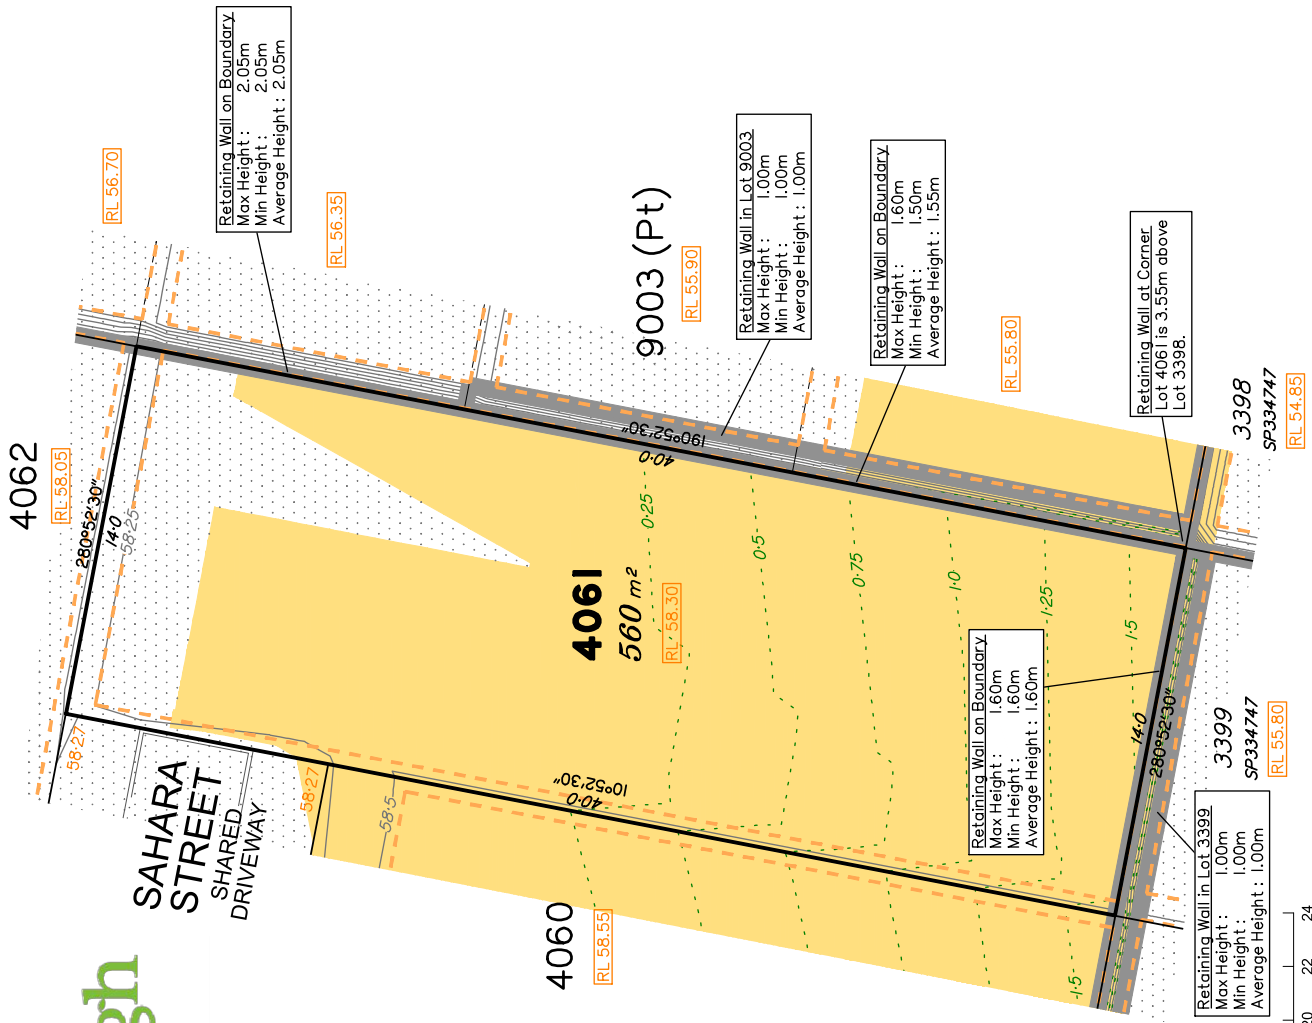 4062
RL 58.05
280°52'30"
14·0
58·25
RL 56.70
Retaining Wall on Boundary
Max Height : 2.05m
Min Height : 2.05m
Average Height : 2.05m
RL 56.35
9003 (Pt)
RL 55.90
Retaining Wall in Lot 9003
Max Height : 1.00m
Min Height : 1.00m
Average Height : 1.00m
Retaining Wall on Boundary
Max Height : 1.60m
Min Height : 1.50m
Average Height : 1.55m
RL 55.80
Retaining Wall at Corner
Lot 4061 is 3.55m above
Lot 3398.
3398
SP334747
RL 54.85
190°52'30"
40·0
0·25
0·5
0·75
1·0
1·25
1·5
4061
560 m²
RL 58.30
58·27
SAHARA
STREET
SHARED
DRIVEWAY
58·27
58·5
10°52'30"
40·0
4060
RL 58.55
1·5
Retaining Wall on Boundary
Max Height : 1.60m
Min Height : 1.60m
Average Height : 1.60m
14·0
280°52'30"
3399
SP334747
RL 55.80
Retaining Wall in Lot 3399
Max Height : 1.00m
Min Height : 1.00m
Average Height : 1.00m
20
22
24
gh